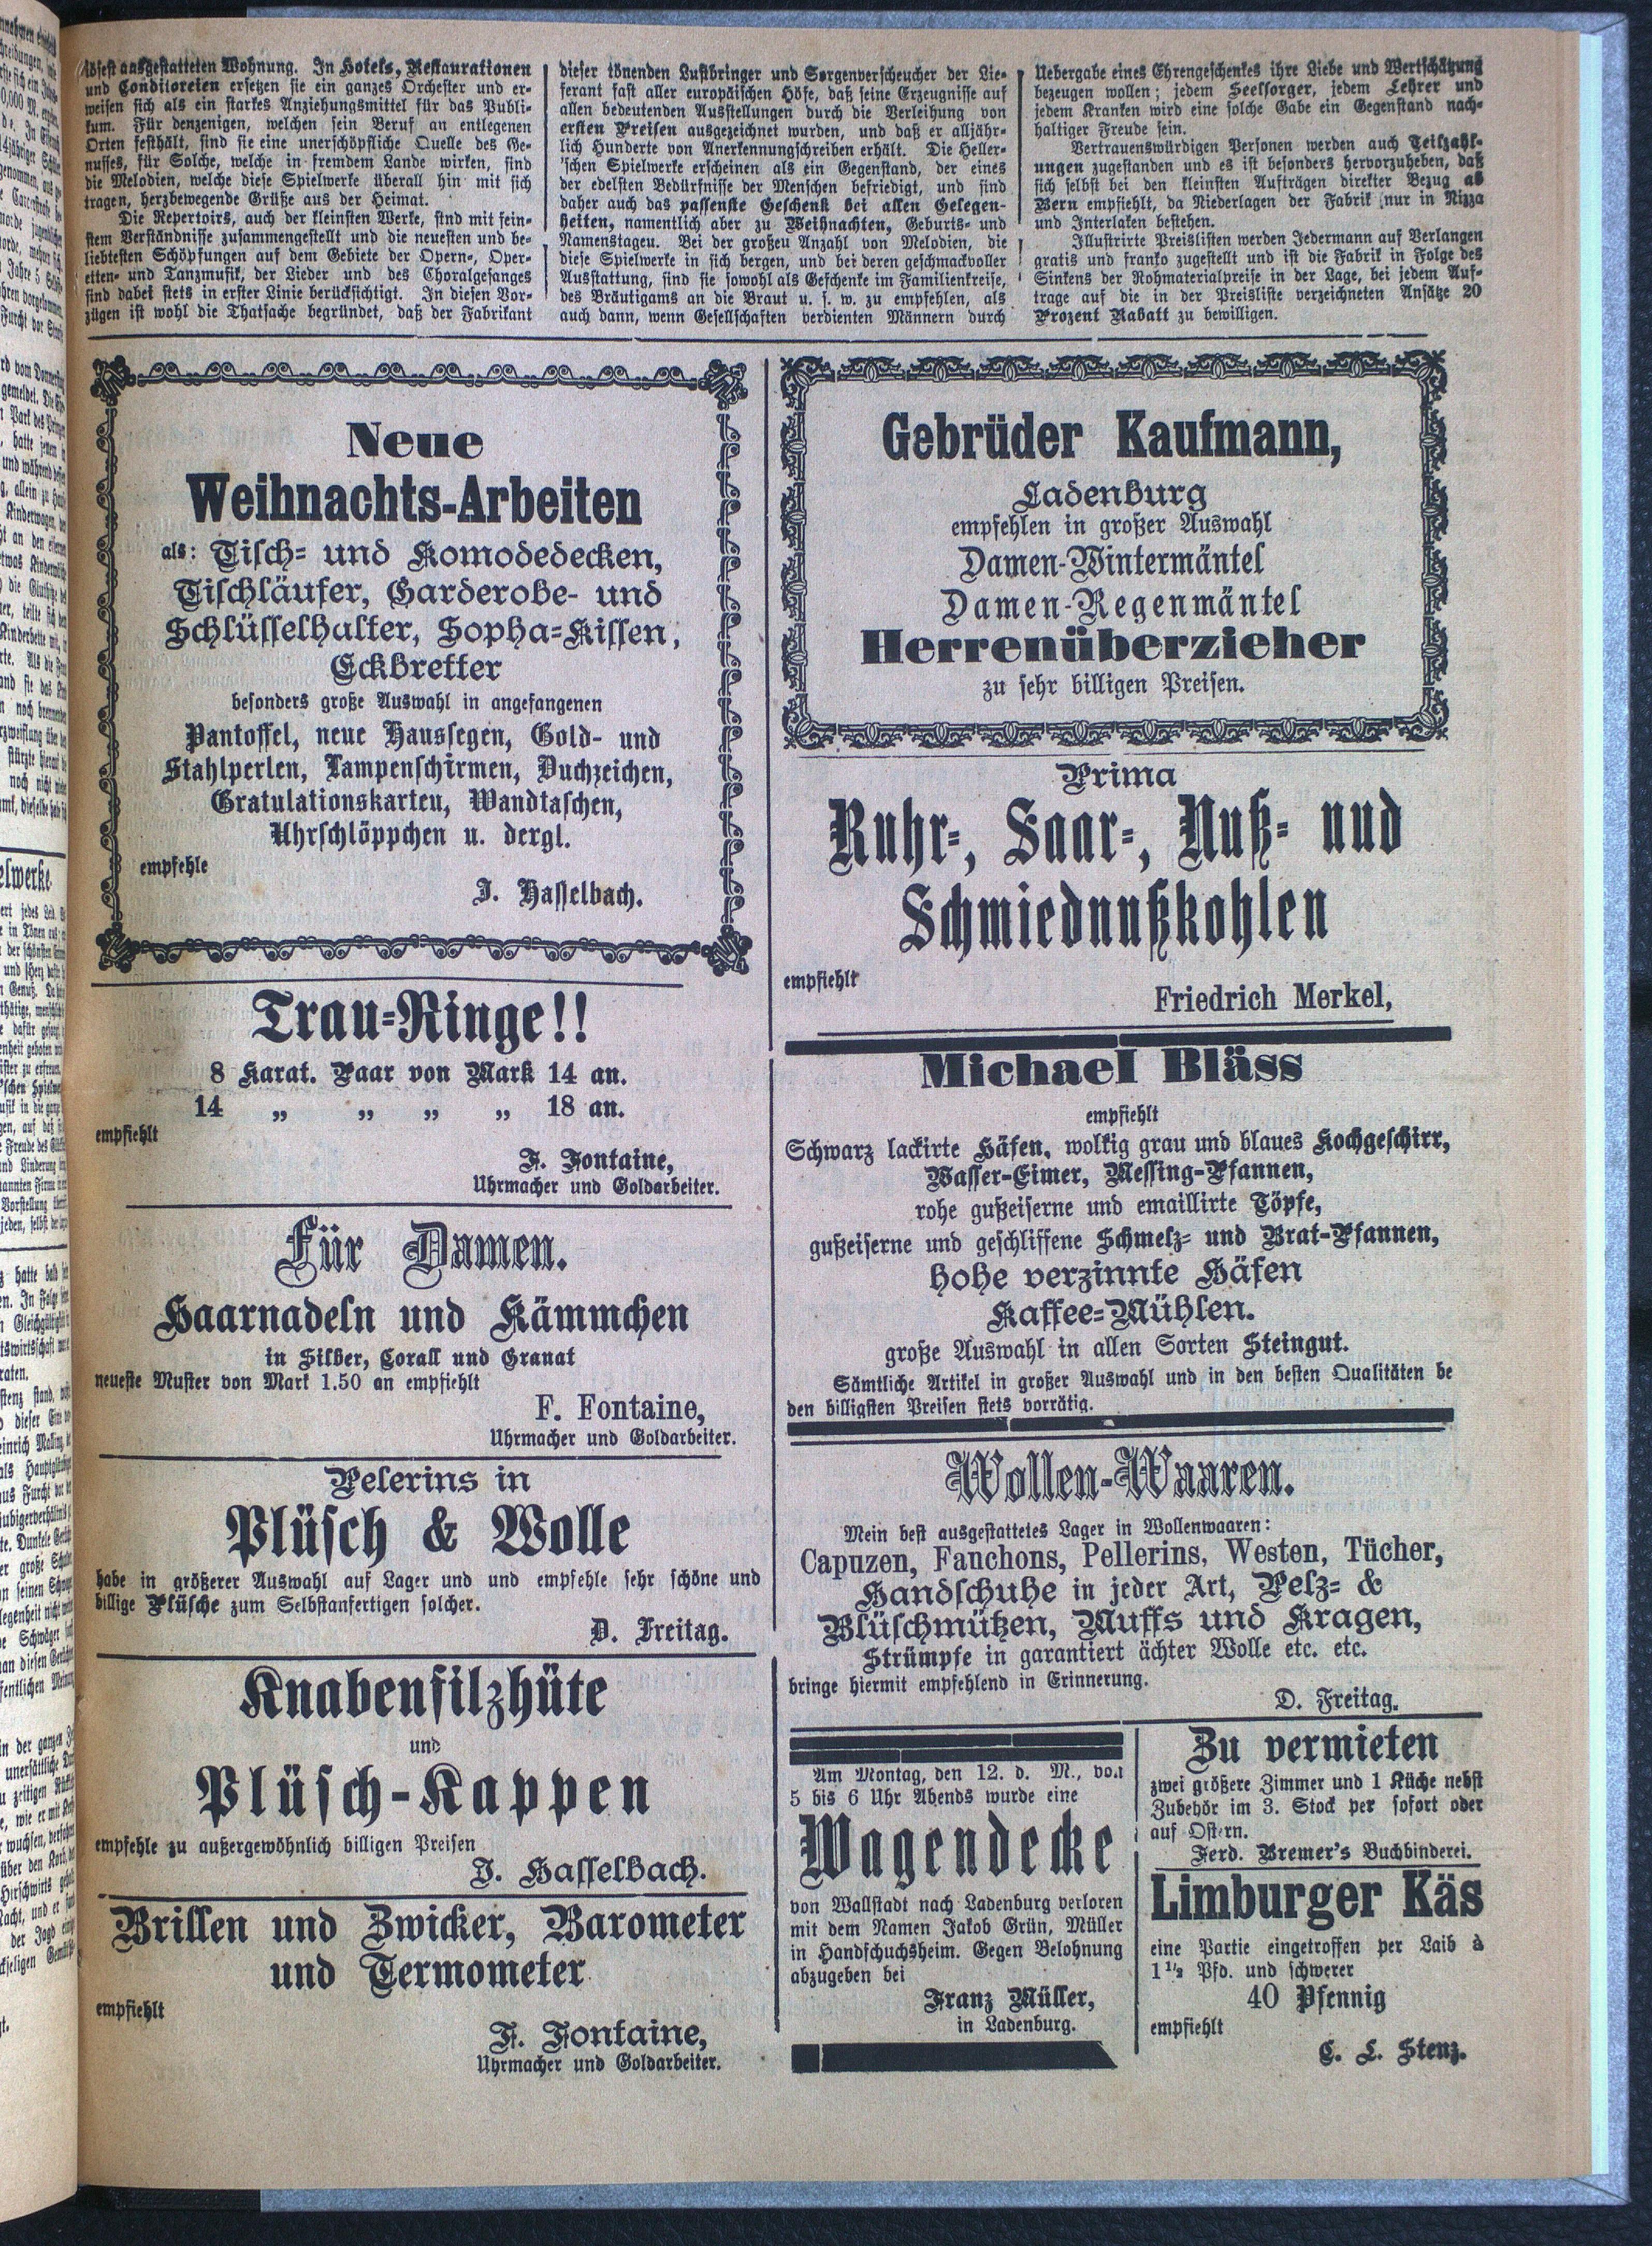 ausgestatteten Wohnung. In Hotels, Restaurationen
und Conditoreien ersetzen sie ein ganzes Orchester und er-
weisen sich als ein starkes Anziehungsmittel für das Publi-
kum. Für denjenigen, welchen sein Beruf an entlegenen
Orten festhält, sind sie eine unerschöpfliche Quelle des Ge-
nusses, für Solche, welche in fremdem Lande wirken, sind
die Melodien, welche diese Spielwerke überall hin mit sich
tragen, herzbewegende Grüße aus der Heimat.
Die Repertoirs, auch der kleinsten Werke, sind mit fein-
stem Verständnisse zusammengestellt und die neuesten und be-
liebtesten Schöpfungen auf dem Gebiete der Opern-, Oper-
etten- und Tanzmusik, der Lieder und des Choralgesanges
sind dabei stets in erster Linie berücksichtigt. In diesen Vor-
zügen ist wohl die Thatsache begründet, daß der Fabrikant
dieser tönenden Lustbringer und Sorgenverscheucher der Lie-
ferant fast aller europäischen Höfe, daß seine Erzeugnisse auf
allen bedeutenden Ausstellungen durch die Verleihung von
ersten Preisen ausgezeichnet wurden, und daß er alljähr-
lich Hunderte von Anerkennungschreiben erhält. Die Heller-
'schen Spielwerke erscheinen als ein Gegenstand, der eines
der edelsten Bedürfnisse der Menschen befriedigt, und sind
daher auch das passenste Geschenk bei allen Gelegen-
heiten, namentlich aber zu Weihnachten, Geburts- und
Namenstagen. Bei der großen Anzahl von Melodien, die
diese Spielwerke in sich bergen, und bei deren geschmackvoller
Ausstattung, sind sie sowohl als Geschenke im Familienkreise,
des Bräutigams an die Braut u. s. w. zu empfehlen, als
auch dann, wenn Gesellschaften verdienten Männern durch
Uebergabe eines Ehrengeschenkes ihre Liebe und Wertschätzung
bezeugen wollen; jedem Seelsorger, jedem Lehrer und
jedem Kranken wird eine solche Gabe ein Gegenstand nach-
haltiger Freude sein.
Vertrauenswürdigen Personen werden auch Teilzahl-
ungen zugestanden und es ist besonders hervorzuheben, daß
sich selbst bei den kleinsten Aufträgen direkter Bezug ab
Bern empfiehlt, da Niederlagen der Fabrik nur in Nizza
und Interlaken bestehen.
Illustrirte Preislisten werden Jedermann auf Verlangen
gratis und franko zugestellt und ist die Fabrik in Folge des
Sinkens der Rohmaterialpreise in der Lage, bei jedem Auf-
trage auf die in der Preisliste verzeichneten Ansätze 20
Prozent Rabatt zu bewilligen.
Neue
Weihnachts-Arbeiten
als: Tisch- und Komodedecken,
Tischläufer, Garderobe- und
Schlüsselhalter, Sopha-Kissen,
Eckbretter
besonders große Auswahl in angefangenen
Pantoffel, neue Haussegen, Gold- und
Stahlperlen, Lampenschirmen, Buchzeichen,
Gratulationskarten, Wandtaschen,
Uhrschlöppchen u. dergl.
empfehle
J. Hasselbach.
Trau-Ringe!!
8 Karat. Paar von Mark 14 an.
14 „ „ „ „ 18 an.
empfiehlt
F. Fontaine,
Uhrmacher und Goldarbeiter.
Für Damen.
Haarnadeln und Kämmchen
in Silber, Corall und Granat
neueste Muster von Mark 1.50 an empfiehlt
F. Fontaine,
Uhrmacher und Goldarbeiter.
Pelerins in
Plüsch & Wolle
habe in größerer Auswahl auf Lager und und empfehle sehr schöne und
billige Plüsche zum Selbstanfertigen solcher.
D. Freitag.
Knabenfilzhüte
und
Plüsch-Kappen
empfehle zu außergewöhnlich billigen Preisen
J. Hasselbach.
Brillen und Zwicker, Barometer
und Termometer
empfiehlt
F. Fontaine,
Uhrmacher und Goldarbeiter.
Gebrüder Kaufmann,
Ladenburg
empfehlen in großer Auswahl
Damen-Wintermäntel
Damen-Regenmäntel
Herrenüberzieher
zu sehr billigen Preisen.
Prima
Ruhr-, Saar-, Nuß- nud
Schmiednußkohlen
empfiehlt
Friedrich Merkel,
Michael Bläss
empfiehlt
Schwarz lackirte Häfen, wolkig grau und blaues Kochgeschirr,
Wasser-Eimer, Messing-Pfannen,
rohe gußeiserne und emaillirte Töpfe,
gußeiserne und geschliffene Schmelz- und Brat-Pfannen,
hohe verzinnte Häfen
Kaffee-Mühlen.
große Auswahl in allen Sorten Steingut.
Sämtliche Artikel in großer Auswahl und in den besten Qualitäten be
den billigsten Preisen stets vorrätig.
Wollen-Waaren.
Mein best ausgestattetes Lager in Wollenwaaren:
Capuzen, Fanchons, Pellerins, Westen, Tücher,
Handschuhe in jeder Art, Pelz- &
Plüschmützen, Muffs und Kragen,
Strümpfe in garantiert ächter Wolle etc. etc.
bringe hiermit empfehlend in Erinnerung.
D. Freitag.
Am Montag, den 12. d. M., von
5 bis 6 Uhr Abends wurde eine
Wagendecke
von Wallstadt nach Ladenburg verloren
mit dem Namen Jakob Grün, Müller
in Handschuchsheim. Gegen Belohnung
abzugeben bei
Franz Müller,
in Ladenburg.
Zu vermieten
zwei größere Zimmer und 1 Küche nebst
Zubehör im 3. Stock per sofort oder
auf Ostern.
Ferd. Bremer's Buchbinderei.
Limburger Käs
eine Partie eingetroffen per Laib à
1 1/2 Pfd. und schwerer
40 Pfennig
empfiehlt
C. L. Stenz.